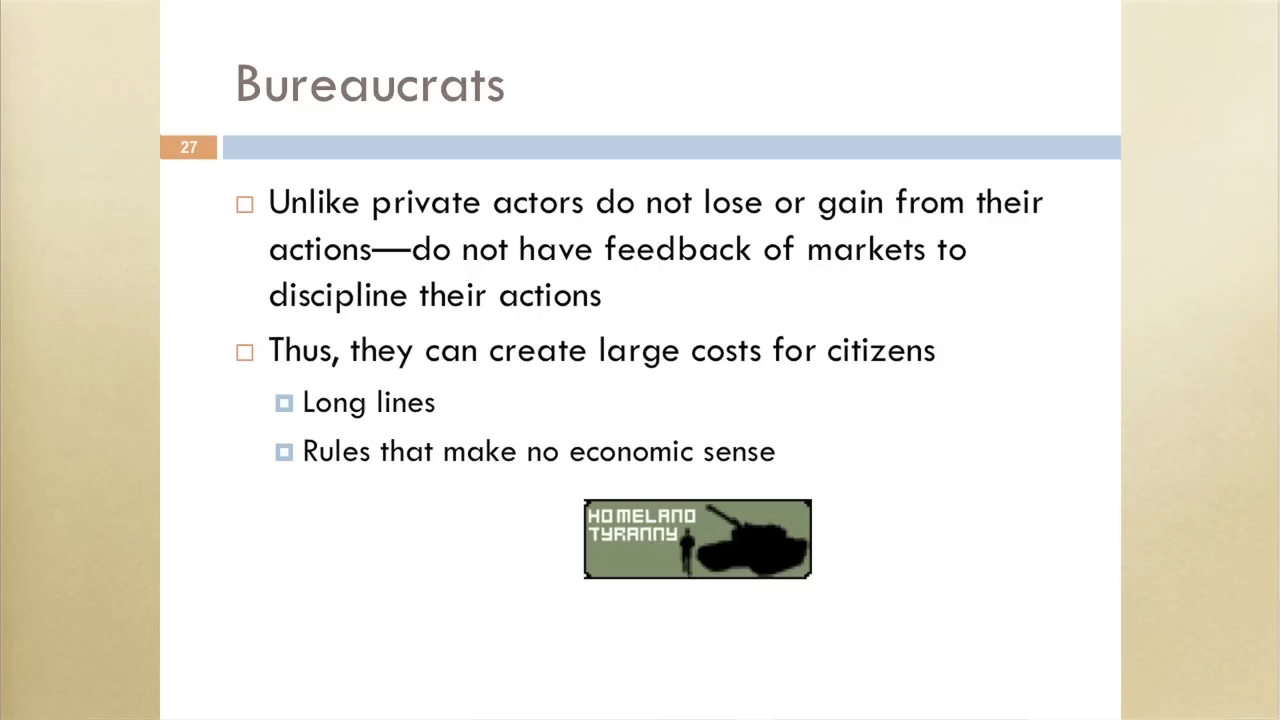 Bureaucrats
27
Unlike private actors do not lose or gain from their
actions—do not have feedback of markets to
discipline their actions
Thus, they can create large costs for citizens
Long lines
Rules that make no economic sense
HOMELAND
TYRANNY